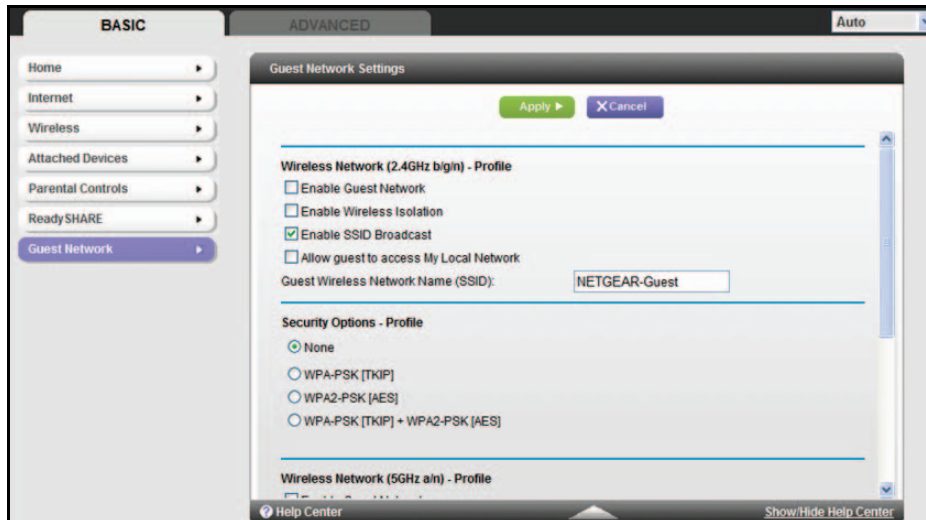 BASIC
ADVANCED
Auto
Home
Internet
Wireless
Attached Devices
Parental Controls
ReadySHARE
Guest Network
Guest Network Settings
Apply
Cancel
Wireless Network (2.4GHz b/g/n) - Profile
Enable Guest Network
Enable Wireless Isolation
Enable SSID Broadcast
Allow guest to access My Local Network
Guest Wireless Network Name (SSID): NETGEAR-Guest
Security Options - Profile
None
WPA-PSK [TKIP]
WPA2-PSK [AES]
WPA-PSK [TKIP] + WPA2-PSK [AES]
Wireless Network (5GHz a/n) - Profile
Help Center
Show/Hide Help Center